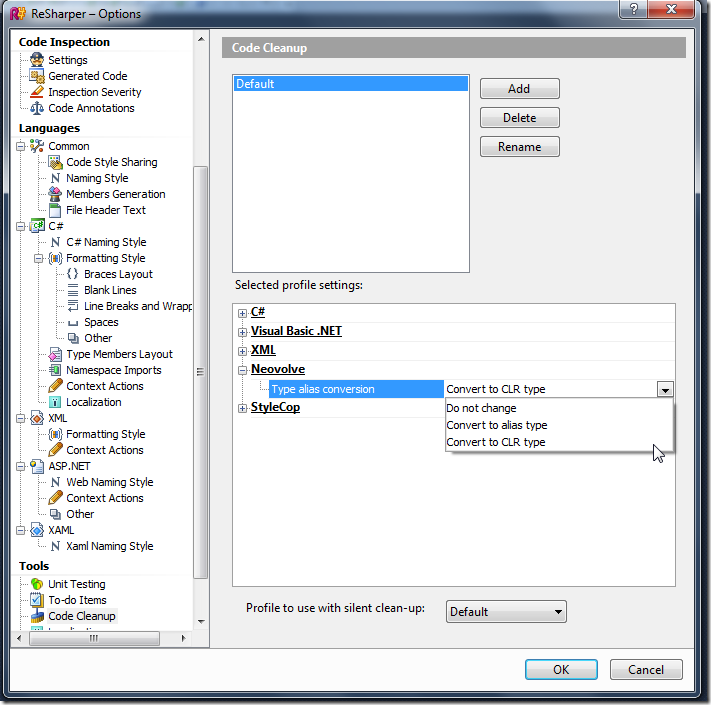 ReSharper – Options
Code Inspection
Settings
Generated Code
Inspection Severity
Code Annotations
Languages
Common
Code Style Sharing
Naming Style
Members Generation
File Header Text
C#
C# Naming Style
Formatting Style
Braces Layout
Blank Lines
Line Breaks and Wrapp
Spaces
Other
Type Members Layout
Namespace Imports
Context Actions
Localization
XML
Formatting Style
Context Actions
ASP.NET
Web Naming Style
Context Actions
Other
XAML
Xaml Naming Style
Tools
Unit Testing
To-do Items
Code Cleanup
Code Cleanup
Default
Add
Delete
Rename
Selected profile settings:
C#
Visual Basic .NET
XML
Neovolve
Type alias conversion Convert to CLR type
StyleCop
Do not change
Convert to alias type
Convert to CLR type
Profile to use with silent clean-up: Default
OK Cancel